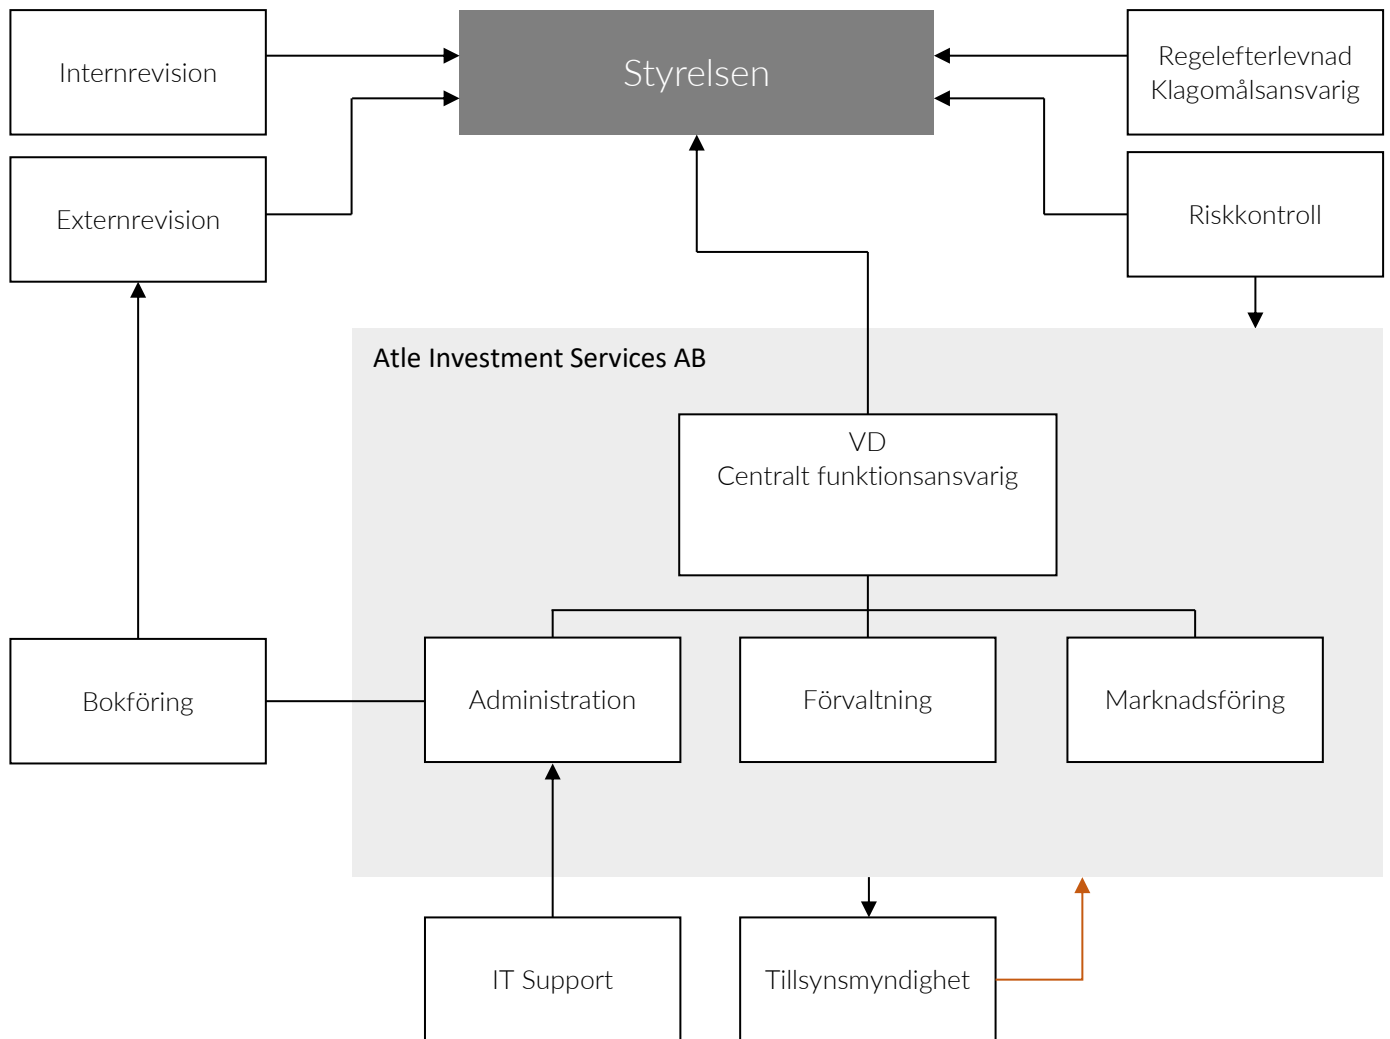 Internrevision
Styrelsen
Regelefterlevnad
Klagomålsansvarig
Externrevision
Riskkontroll
Atle Investment Services AB
VD
Centralt funktionsansvarig
Bokföring
Administration
Förvaltning
Marknadsföring
IT Support
Tillsynsmyndighet